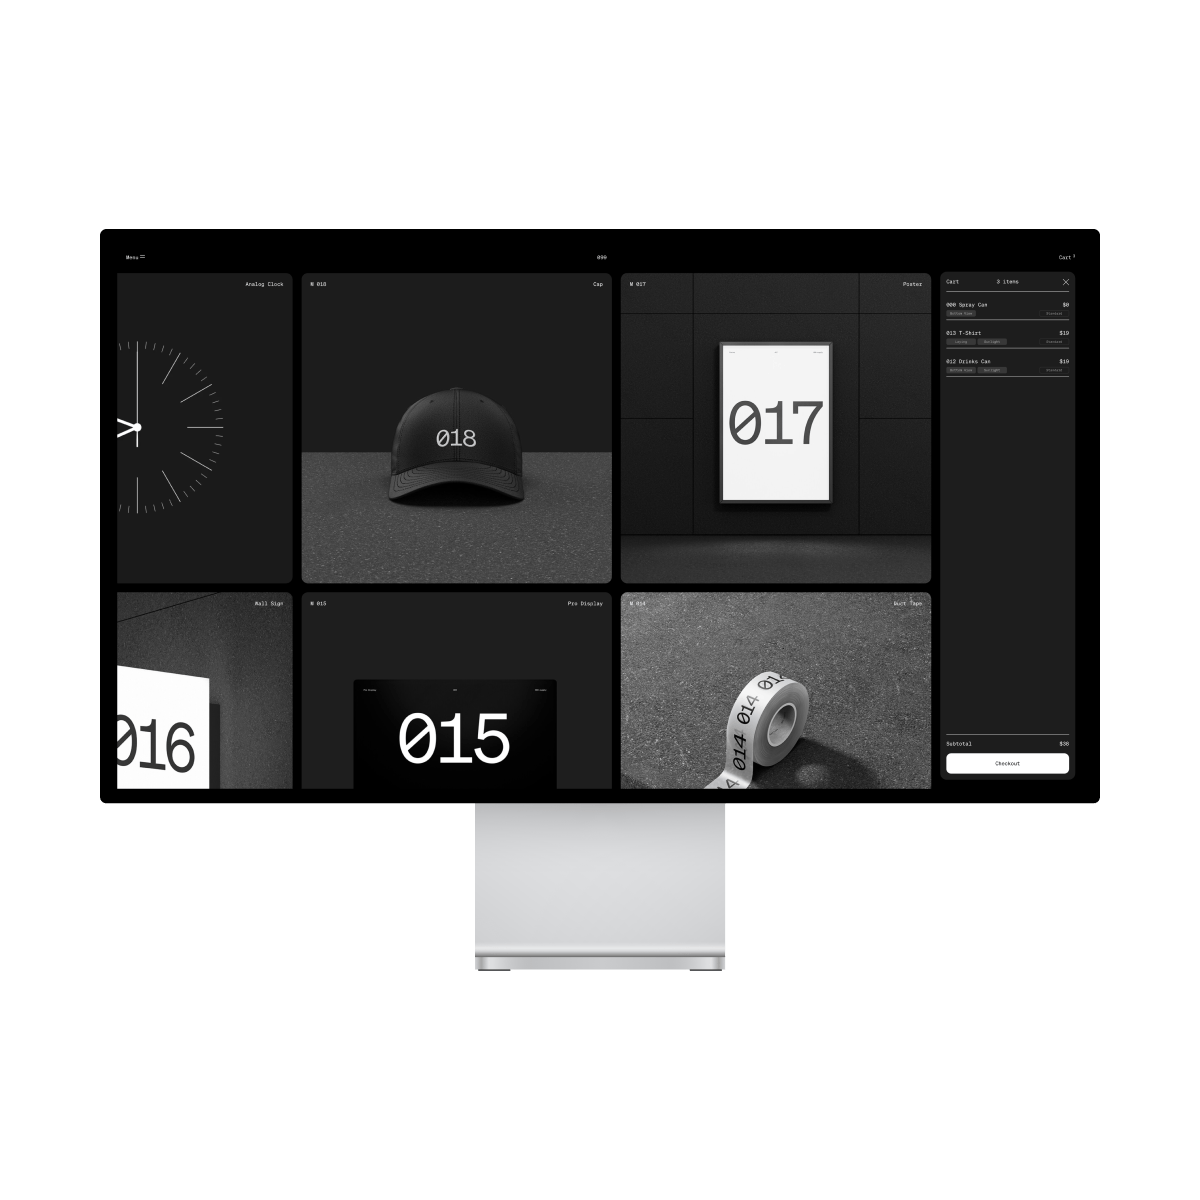 Menu
099
Cart
Analog Clock
N 018
Cap
018
N 017
Poster
017
Cart
3 items
000 Spray Can
$0
013 T-Shirt
$19
012 Drinks Can
$19
Subtotal
$38
Checkout
Wall Sign
016
N 015
Pro Display
015
N 014
Duct Tape
014
014
014
14